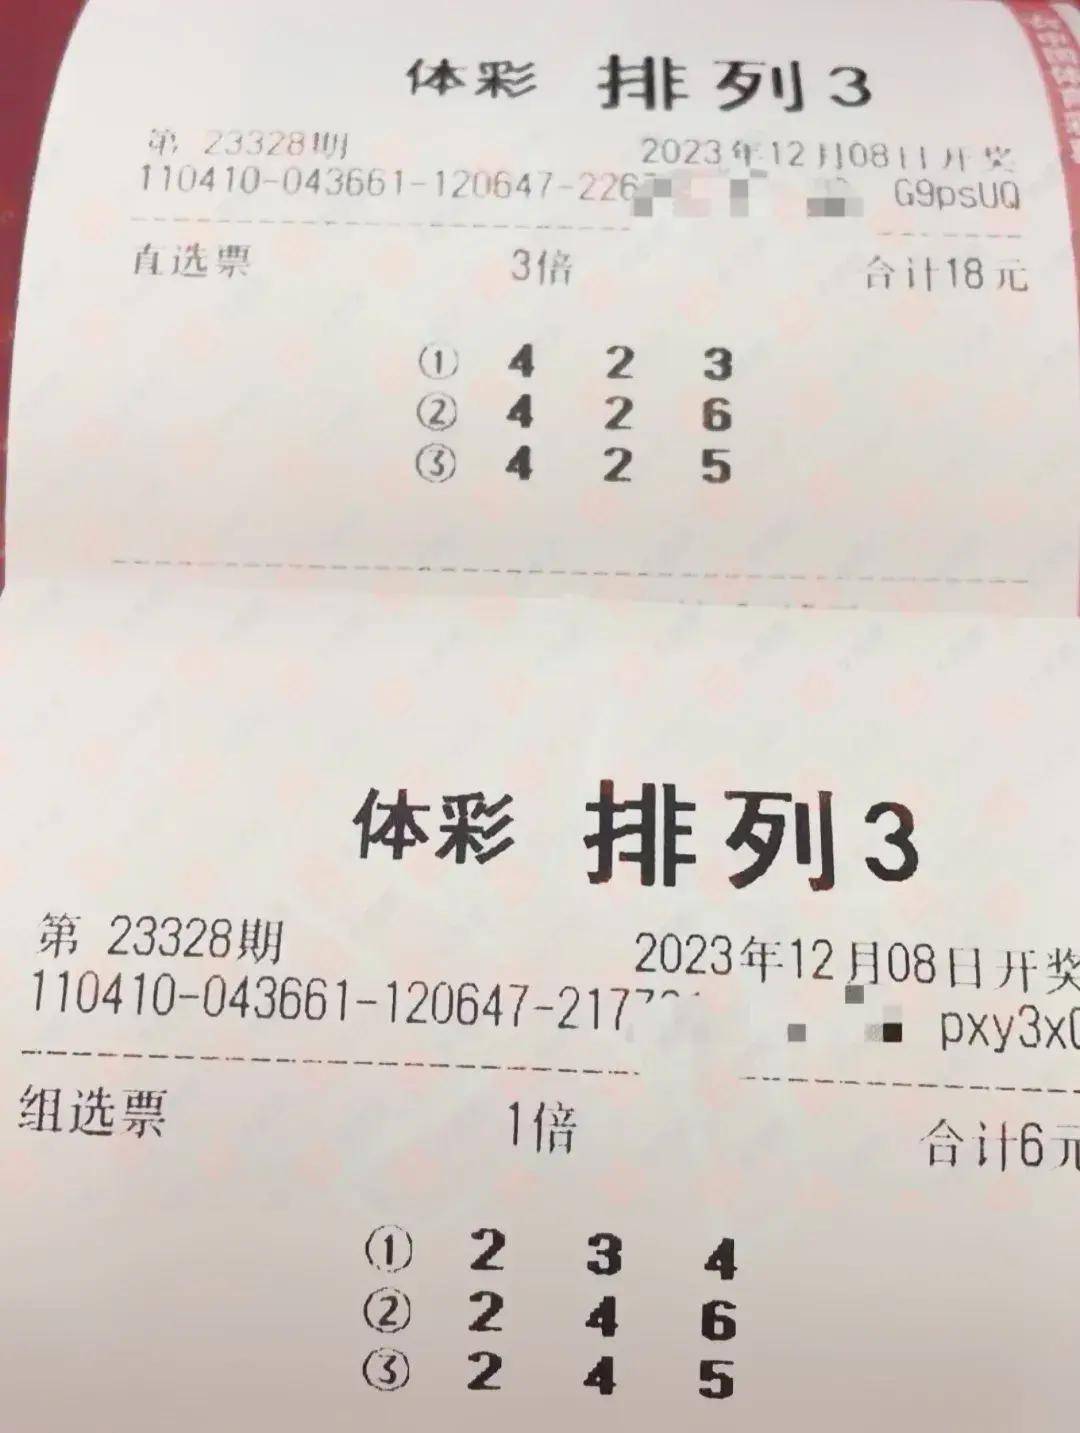 体彩 排列3
第 23328期 2023年12月08日开奖
110410-043661-120647-226 G9psUQ
直选票 3倍 合计18元
① 4 2 3
② 4 2 6
③ 4 2 5
体彩 排列3
第 23328期 2023年12月08日开奖
110410-043661-120647-217 pxy3x
组选票 1倍 合计6元
① 2 3 4
② 2 4 6
③ 2 4 5